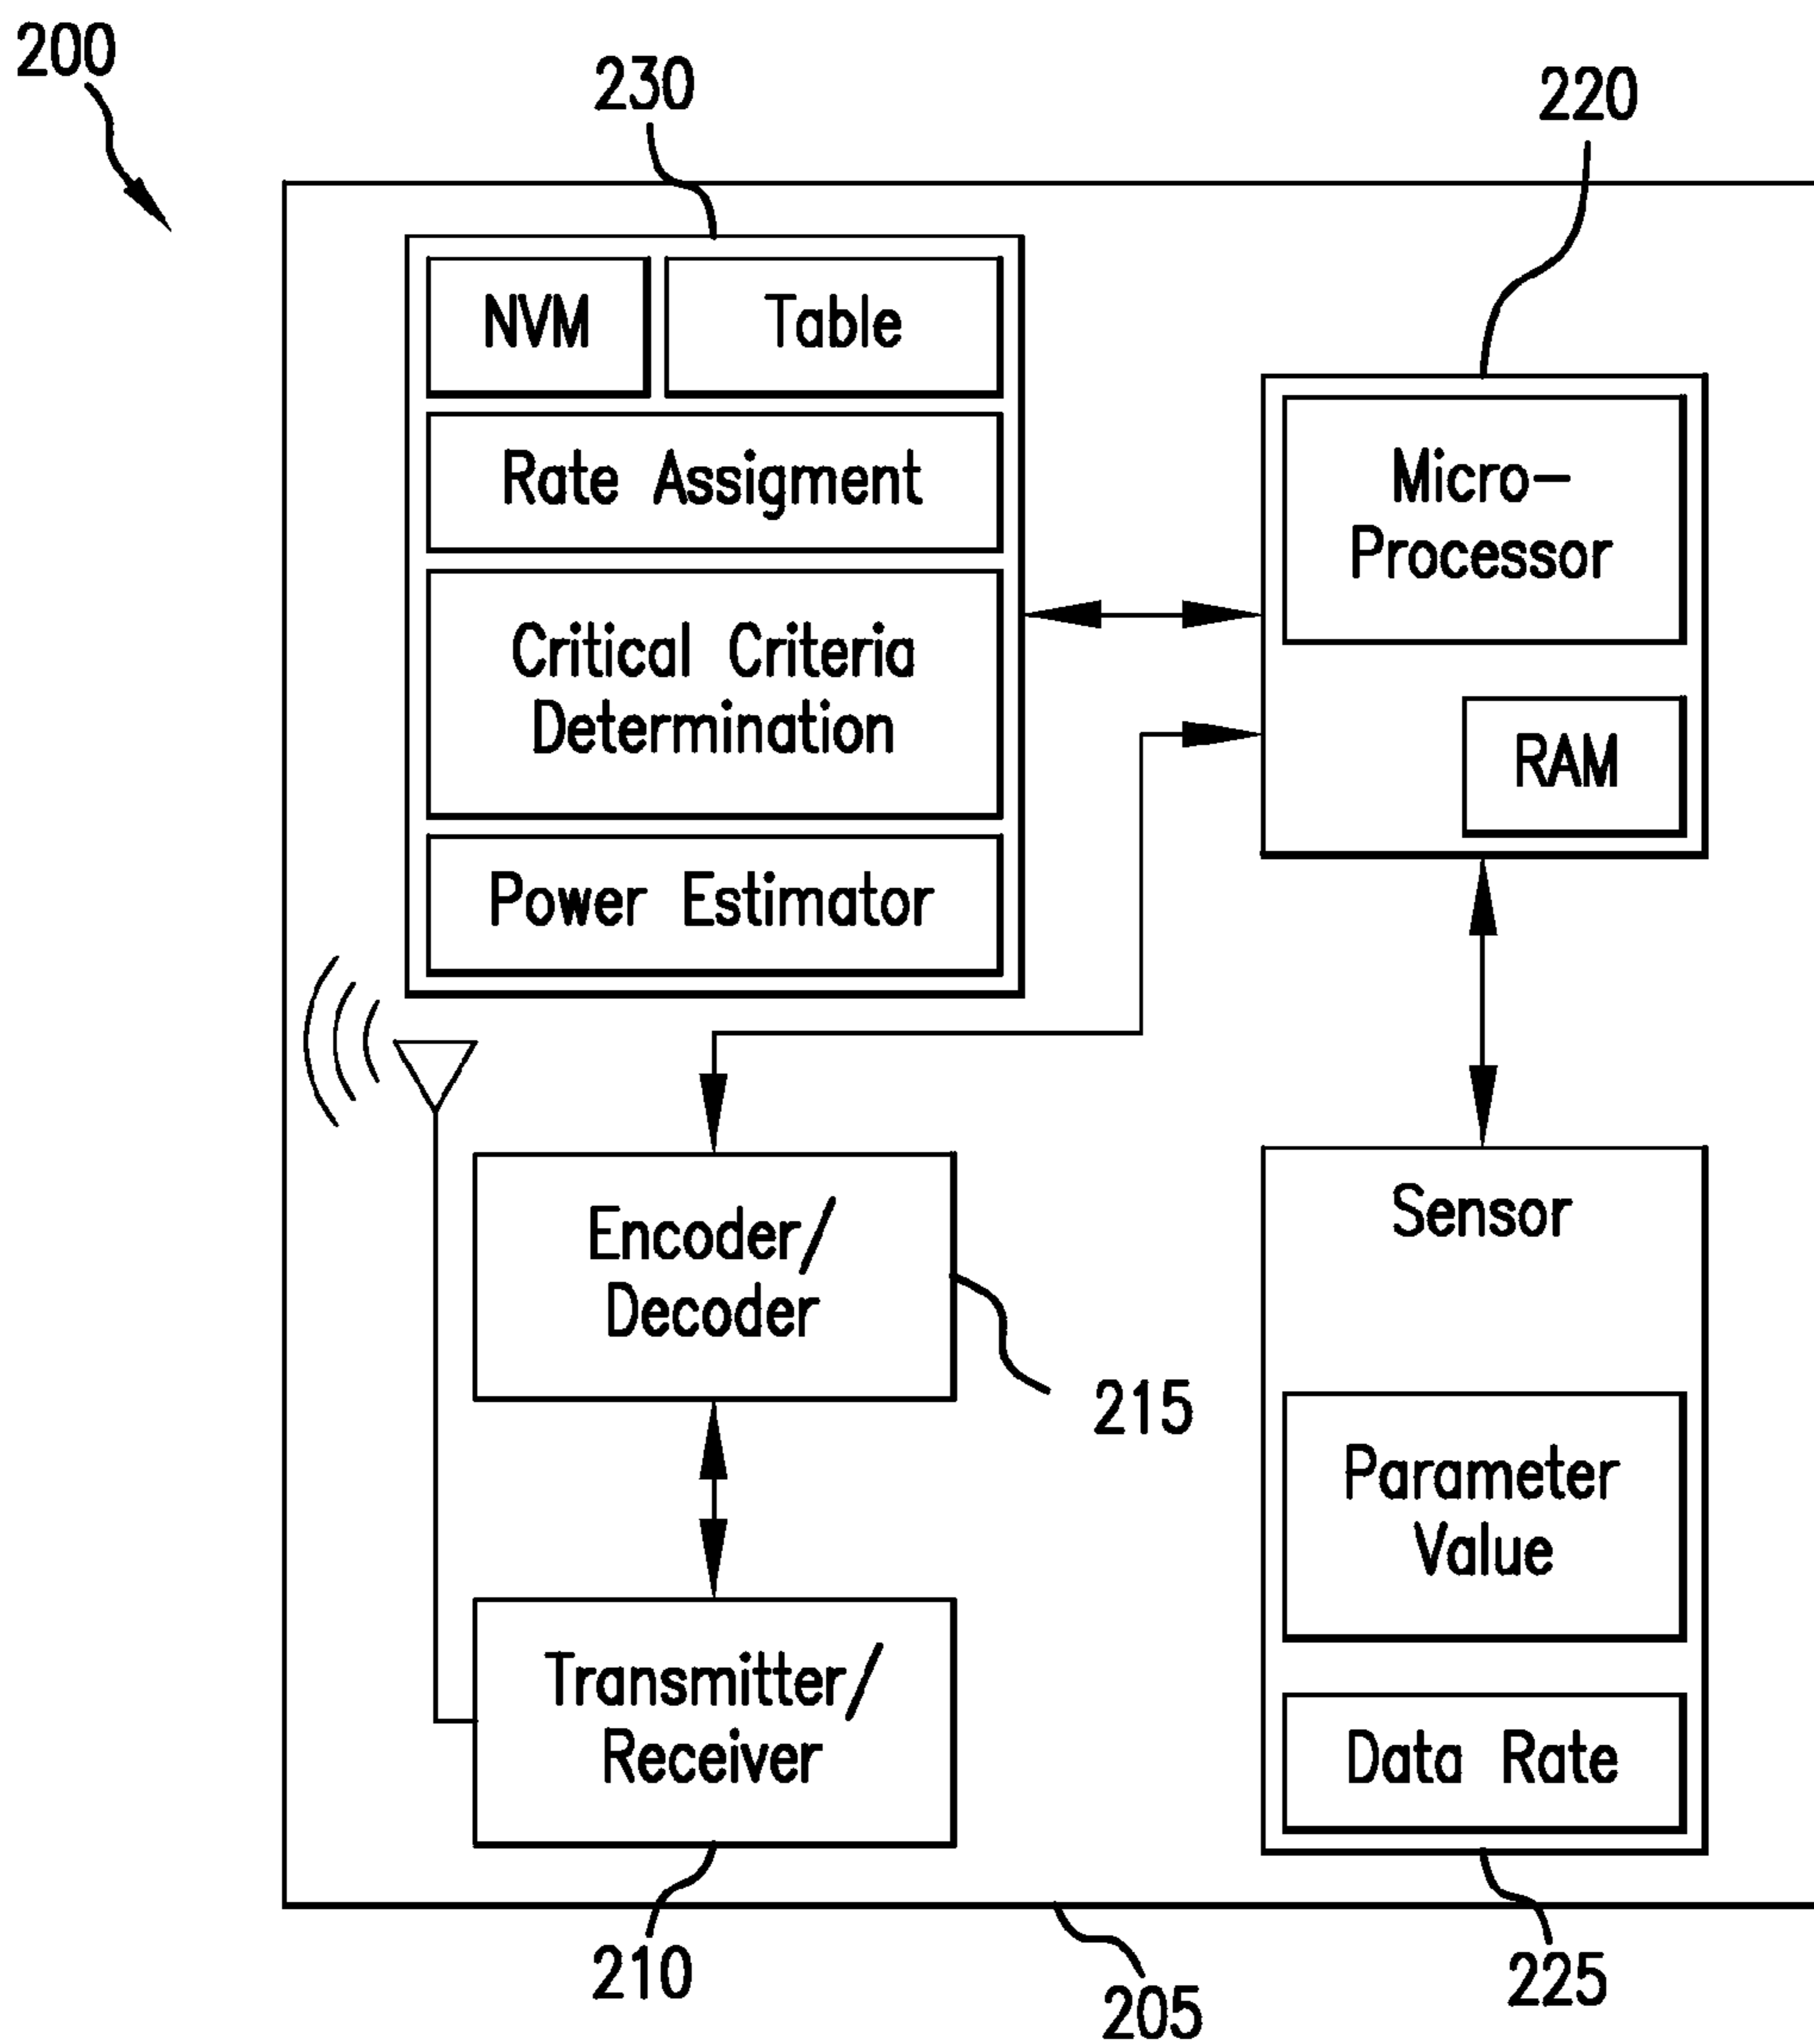 200
230
220
NVM
Table
Rate Assigment
Critical Criteria
Determination
Power Estimator
Micro-
Processor
RAM
Encoder/
Decoder
215
Sensor
Parameter
Value
Data Rate
Transmitter/
Receiver
210
205
225